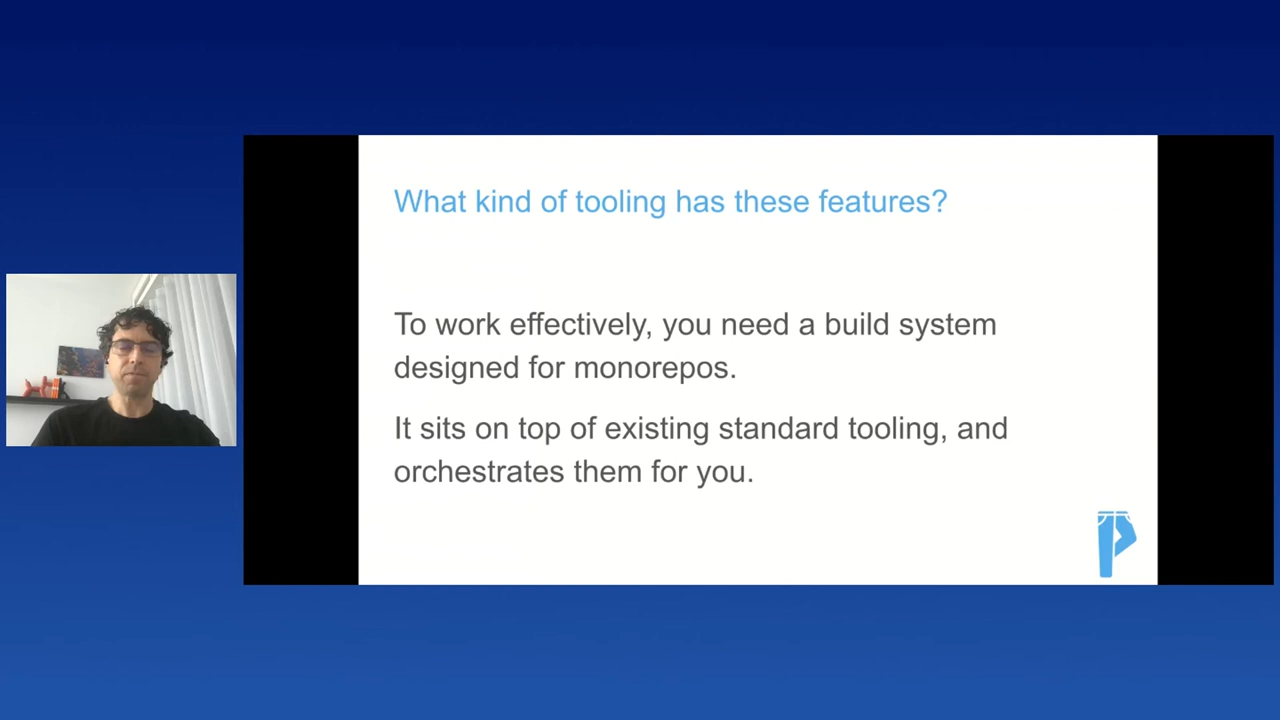 What kind of tooling has these features?
To work effectively, you need a build system
designed for monorepos.
It sits on top of existing standard tooling, and
orchestrates them for you.